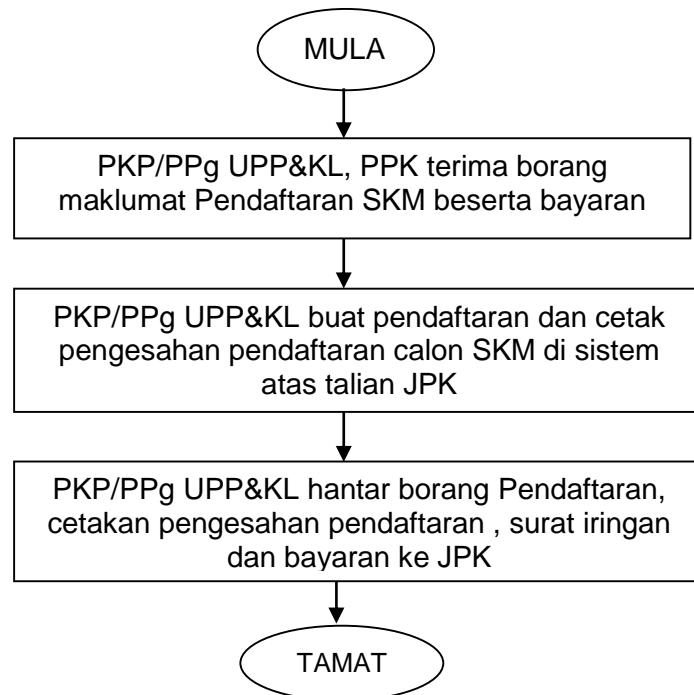 MULA
PKP/PPg UPP&KL, PPK terima borang
maklumat Pendaftaran SKM beserta bayaran
PKP/PPg UPP&KL buat pendaftaran dan cetak
pengesahan pendaftaran calon SKM di sistem
atas talian JPK
PKP/PPg UPP&KL hantar borang Pendaftaran,
cetakan pengesahan pendaftaran , surat iringan
dan bayaran ke JPK
TAMAT